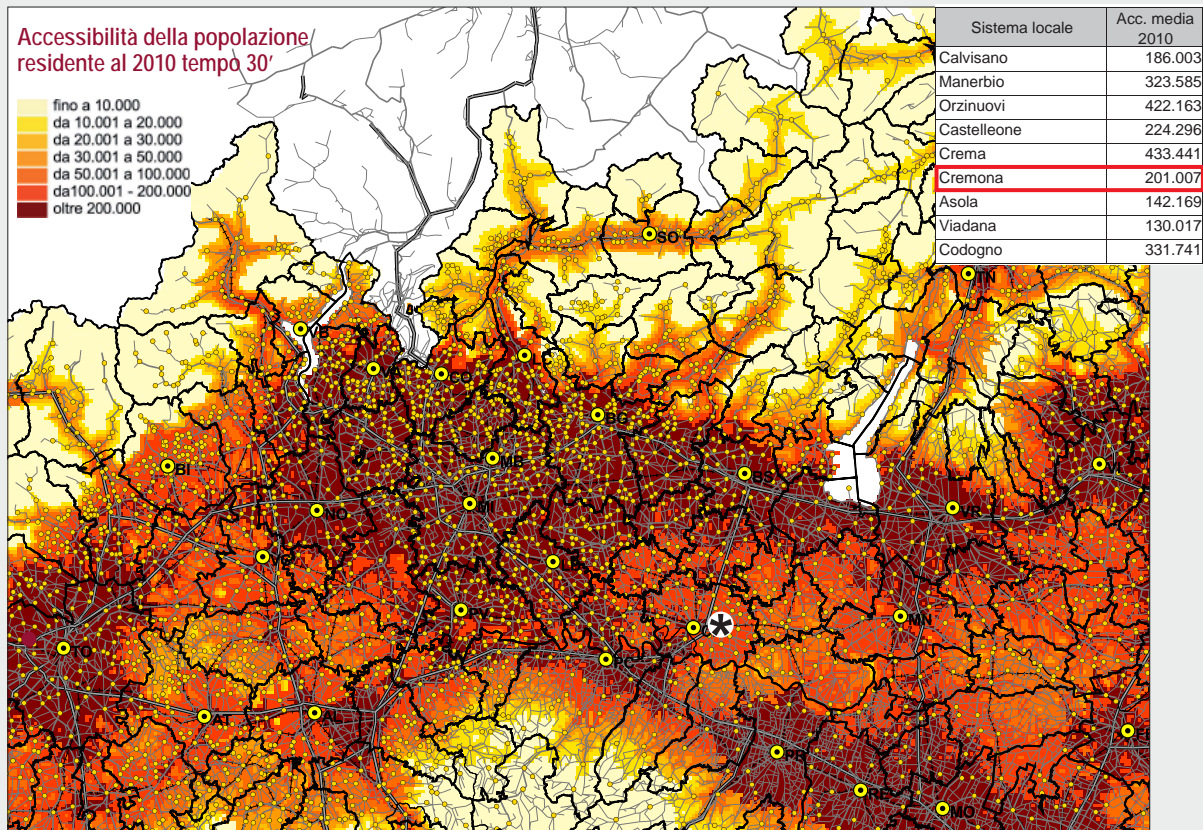 Accessibilità della popolazione
residente al 2010 tempo 30'
fino a 10.000
da 10.001 a 20.000
da 20.001 a 30.000
da 30.001 a 50.000
da 50.001 a 100.000
da100.001 - 200.000
oltre 200.000
Sistema locale Acc. media 2010
Calvisano 186.003
Manerbio 323.585
Orzinuovi 422.163
Castelleone 224.296
Crema 433.441
Cremona 201.007
Asola 142.169
Viadana 130.017
Codogno 331.741
SO
VB
CO
BG
BI
MB
BS
NO
MI
VR
MN
PC
TO
AT
AL
PR
RE
MO
*